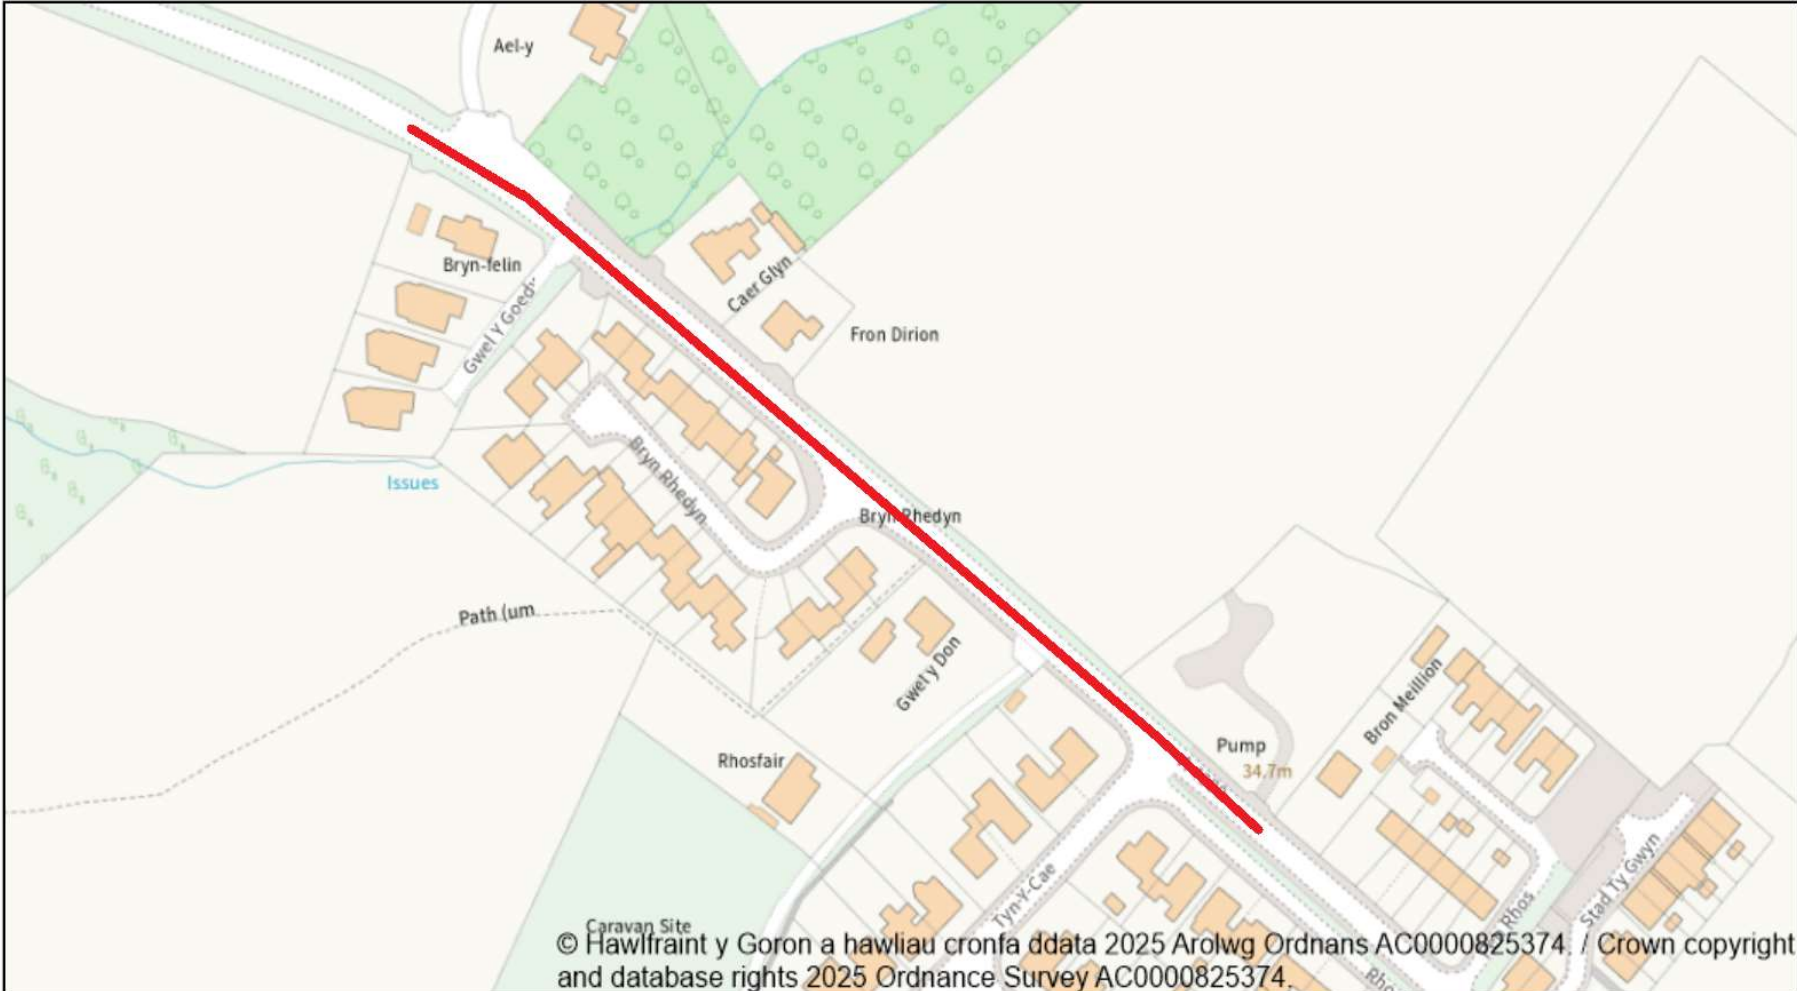 Ael-y
Bryn-felin
Caer Glyn
Gwel Y Goedw
Fron Dirion
Bryn Rhedyn
Issues
Bryn Rhedyn
Path (um
Gwel y Don
Bron Meillion
Pump
34.7m
Rhosfair
Tyn-Y-Cae
Rhos
Stad Ty Gwyn
Caravan Site
© Hawlfraint y Goron a hawliau cronfa ddata 2025 Arolwg Ordnans AC0000825374. / Crown copyright
and database rights 2025 Ordnance Survey AC0000825374.
Rho